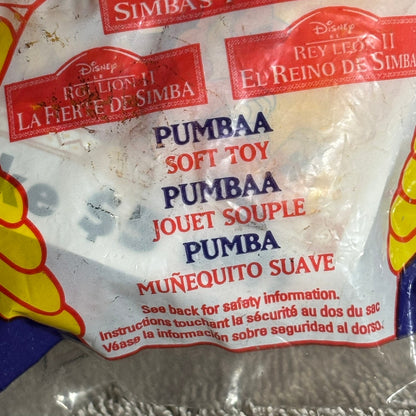 SIMBA'S
Disney
ROI LION II
LA FIERTÉ DE SIMBA
Disney
REY LEÓN II
EL REINO DE SIMBA
PUMBAA
SOFT TOY
PUMBAA
JOUET SOUPLE
PUMBA
MUÑEQUITO SUAVE
See back for safety information.
Instructions touchant la sécurité au dos du sac
Véase la información sobre seguridad al dorso.